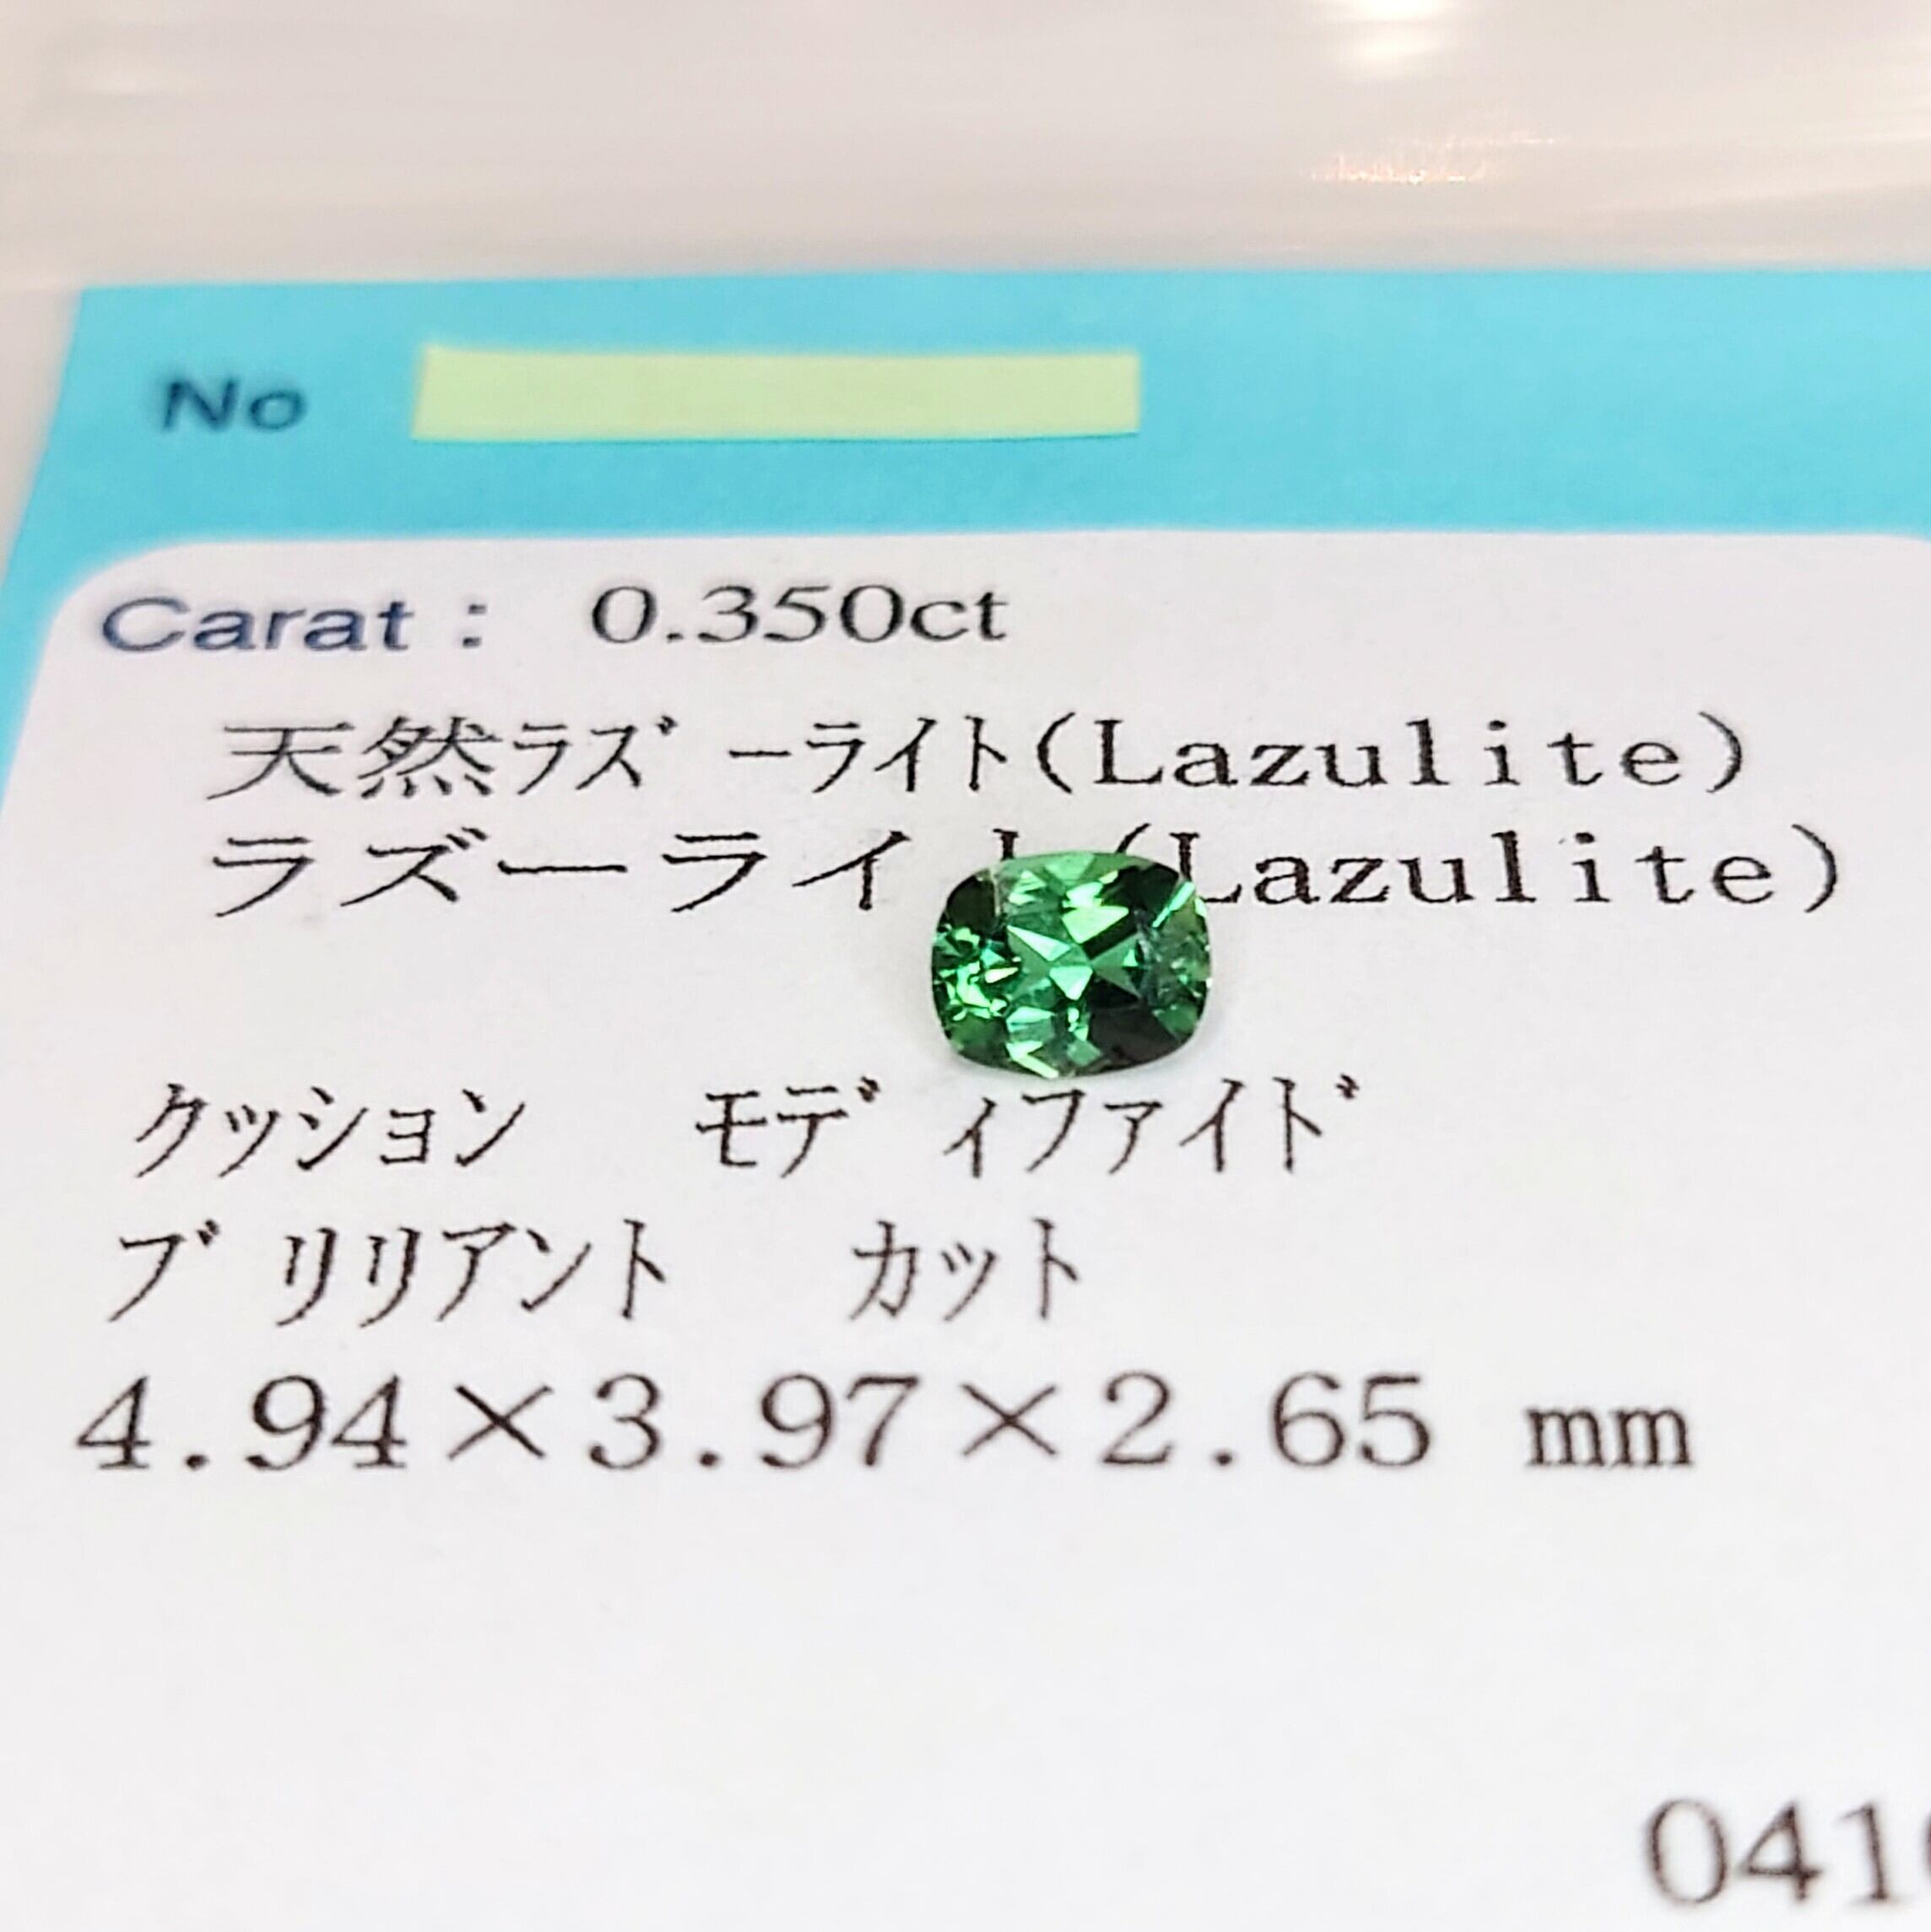 No
Carat : 0.350ct
天然ﾗｽﾞｰﾗｲﾄ(Lazulite)
ラズーライト(Lazulite)
ｸｯｼｮﾝ ﾓﾃﾞｨﾌｧｲﾄﾞ
ﾌﾞﾘﾘｱﾝﾄ ｶｯﾄ
4.94×3.97×2.65 mm
041